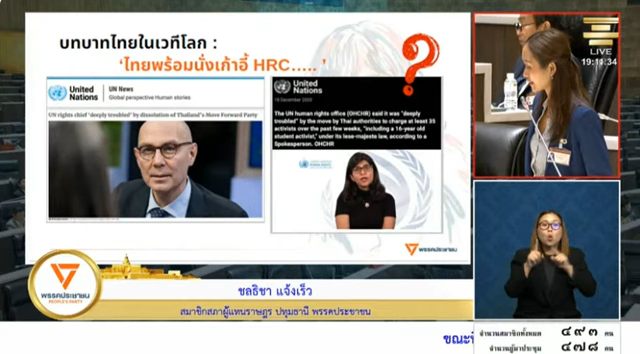 บทบาทไทยในเวทีโลก :
‘ไทยพร้อมนั่งเก้าอี้ HRC….. ’
?
United Nations
UN News
Global perspective Human stories
UN rights chief "deeply troubled" by dissolution of Thailand's Move Forward Party
United Nations
18 December 2020
The UN human rights office (OHCHR) said it was "deeply
troubled" by the move by Thai authorities to charge at least 35
activists over the past few weeks, "including a 16-year old
student activist," under its lese-majeste law, according to a
Spokesperson. OHCHR
พรรคประชาชน
LIVE
19:11:34
พรรคประชาชน
PEOPLE'S PARTY
ชลธิชา แจ้งเร็ว
สมาชิกสภาผู้แทนราษฎร ปทุมธานี พรรคประชาชน
จำนวนสมาชิกทั้งหมด ๔๙๓ คน
จำนวนผู้มาประชุม ๔๗๘ คน